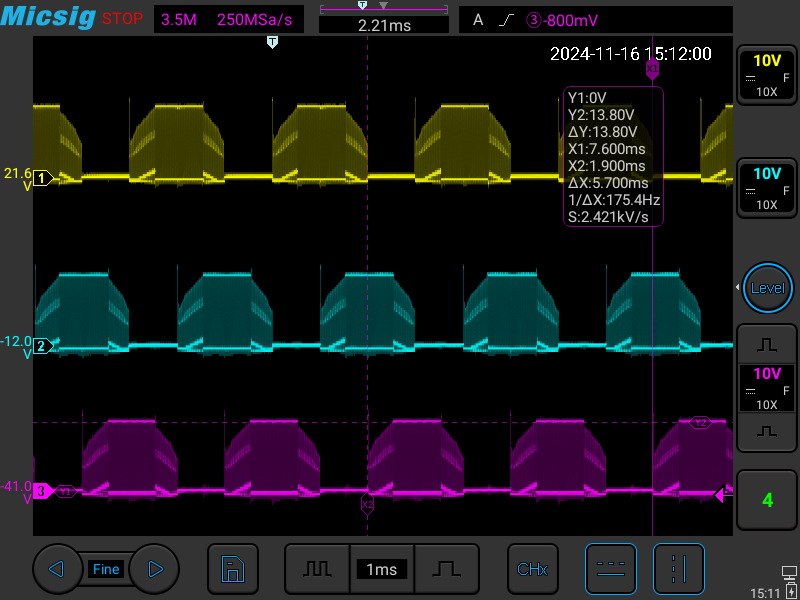 Micsig STOP 3.5M 250MSa/s T 2.21ms A ③-800mV
T 2024-11-16 15:12:00
X1
Y1:0V
Y2:13.80V
ΔY:13.80V
X1:7.600ms
X2:1.900ms
ΔX:5.700ms
1/ΔX:175.4Hz
S:2.421kV/s
21.6 V 1
-12.0 V 2
-41.0 V 3 Y1
Y2
X2
10V
F
10X
10V
F
10X
Level
10V
F
10X
4
Fine 1ms CHx
15:11